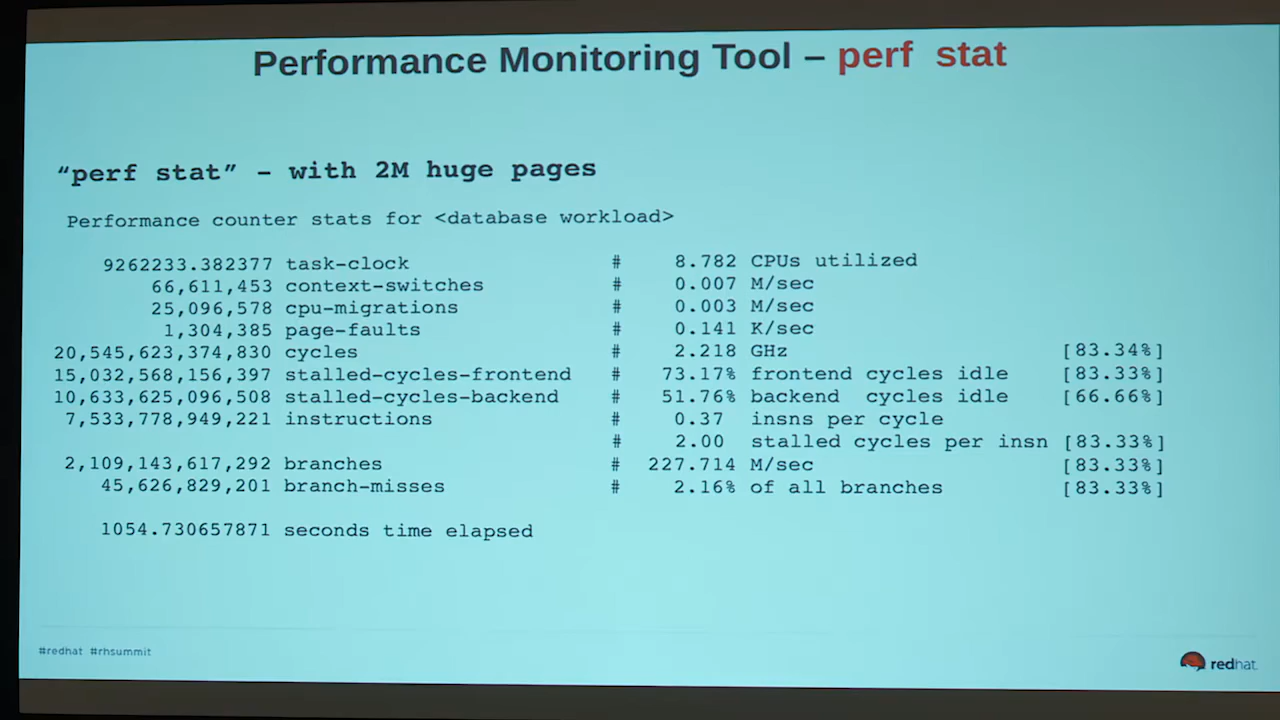 Performance Monitoring Tool – perf stat
“perf stat” – with 2M huge pages
Performance counter stats for <database workload>
9262233.382377 task-clock # 8.782 CPUs utilized
66,611,453 context-switches # 0.007 M/sec
25,096,578 cpu-migrations # 0.003 M/sec
1,304,385 page-faults # 0.141 K/sec
20,545,623,374,830 cycles # 2.218 GHz [83.34%]
15,032,568,156,397 stalled-cycles-frontend # 73.17% frontend cycles idle [83.33%]
10,633,625,096,508 stalled-cycles-backend # 51.76% backend cycles idle [66.66%]
7,533,778,949,221 instructions # 0.37 insns per cycle
# 2.00 stalled cycles per insn [83.33%]
2,109,143,617,292 branches # 227.714 M/sec [83.33%]
45,626,829,201 branch-misses # 2.16% of all branches [83.33%]
1054.730657871 seconds time elapsed
#redhat #rhsummit
redhat.